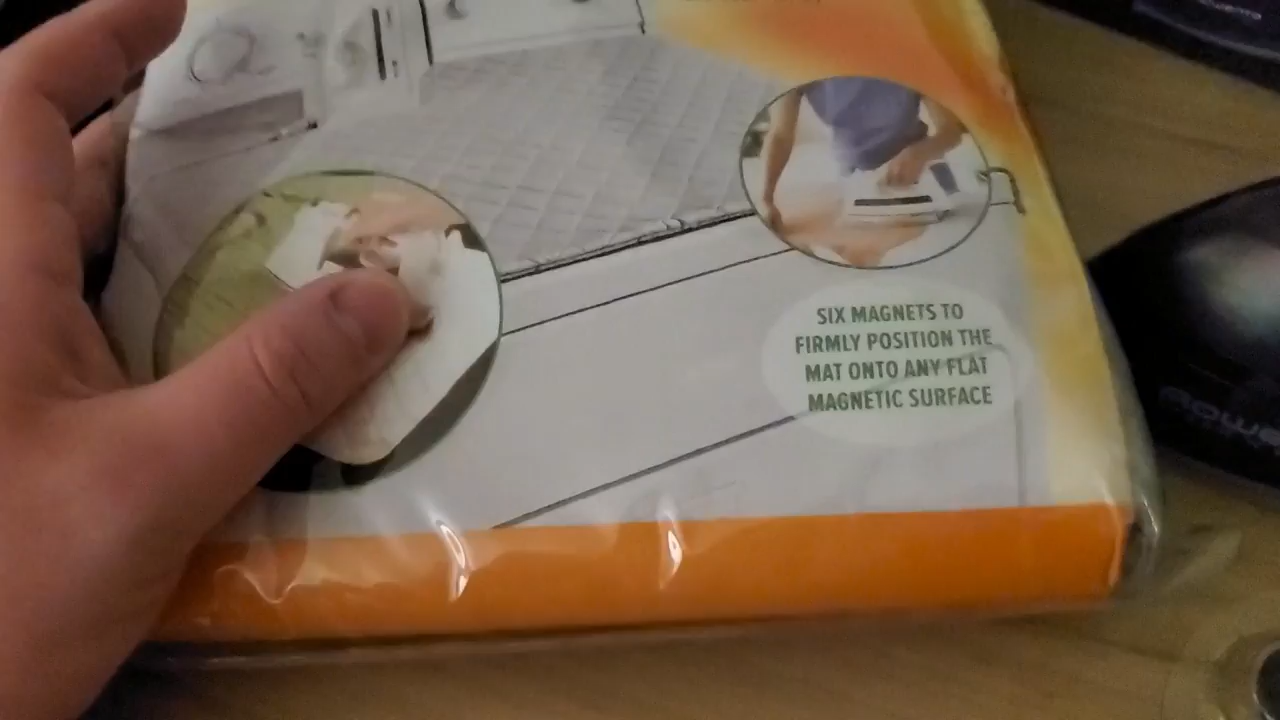 SIX MAGNETS TO
FIRMLY POSITION THE
MAT ONTO ANY FLAT
MAGNETIC SURFACE